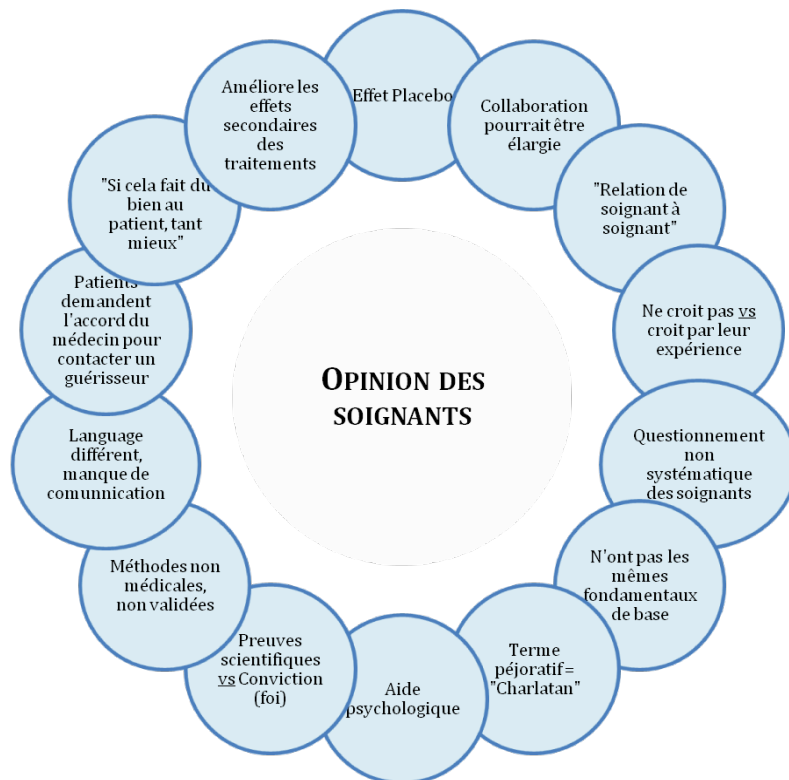 Effet Placebo
Collaboration
pourrait être
élargie
"Relation de
soignant à
soignant"
Ne croit pas vs
croit par leur
expérience
Questionnement
non
systématique
des soignants
N'ont pas les
mêmes
fondamentaux
de base
Terme
péjoratif=
"Charlatan"
Aide
psychologique
Preuves
scientifiques
vs Conviction
(foi)
Méthodes non
médicales,
non validées
Language
différent,
manque de
comunnication
Patients
demandent
l'accord du
médecin pour
contacter un
guérisseur
"Si cela fait du
bien au
patient, tant
mieux"
Améliore les
effets
secondaires
des
traitements
OPINION DES
SOIGNANTS